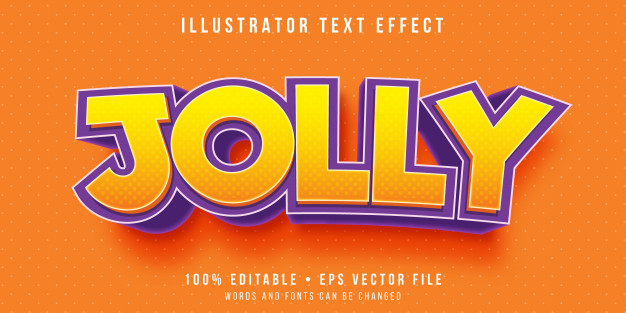 ILLUSTRATOR TEXT EFFECT
JOLLY
100% EDITABLE • EPS VECTOR FILE
WORDS AND FONTS CAN BE CHANGED